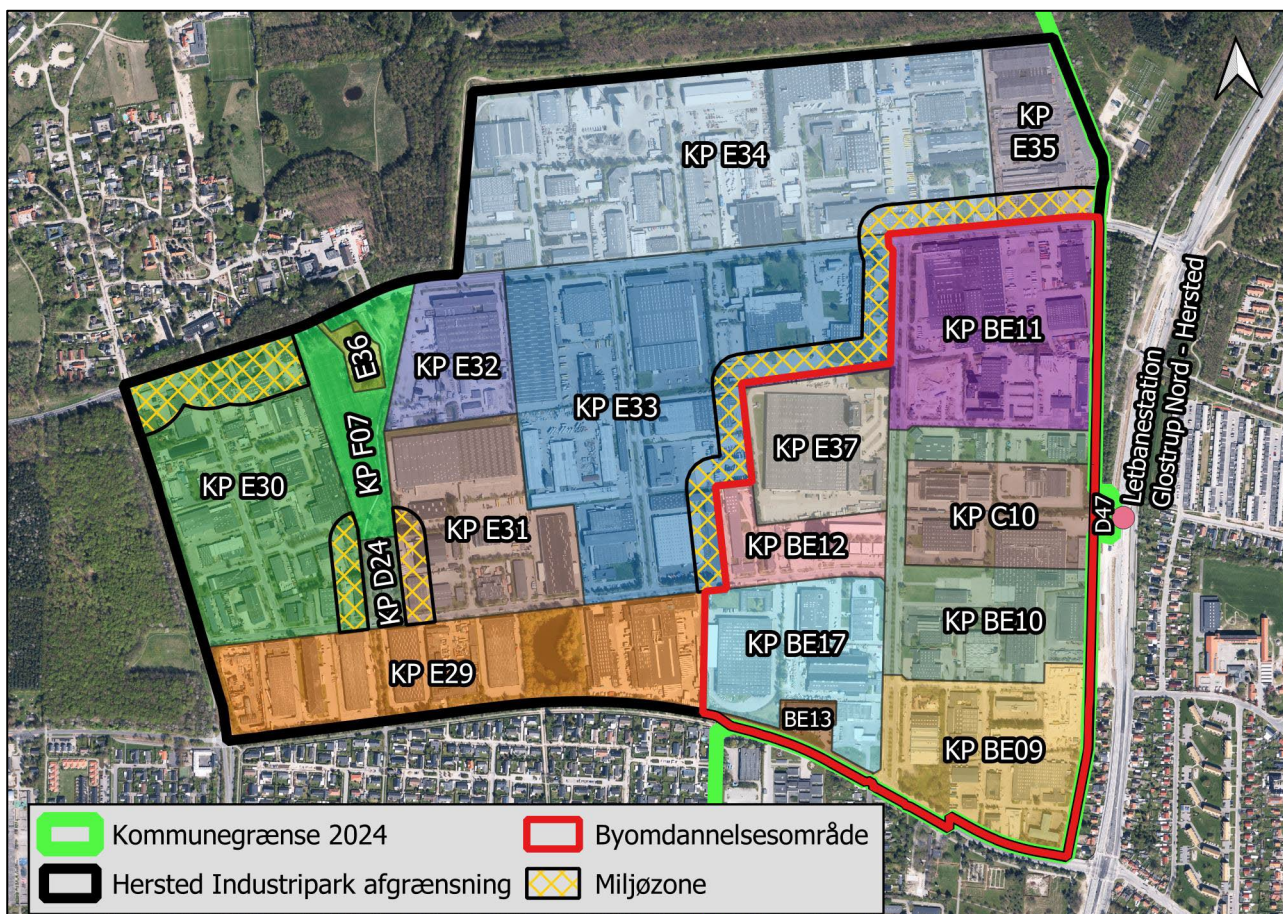 KP E34
KP
E35
KP BE11
E36
KP E32
KP E33
KP F07
KP E30
KP E37
KP E31
KP C10
D47
Letbanestation
Glostrup Nord - Hersted
KP BE12
KP D24
KP BE10
KP BE17
KP E29
BE13
KP BE09
Kommunegrænse 2024
Byomdannelsesområde
Hersted Industripark afgrænsning
Miljøzone